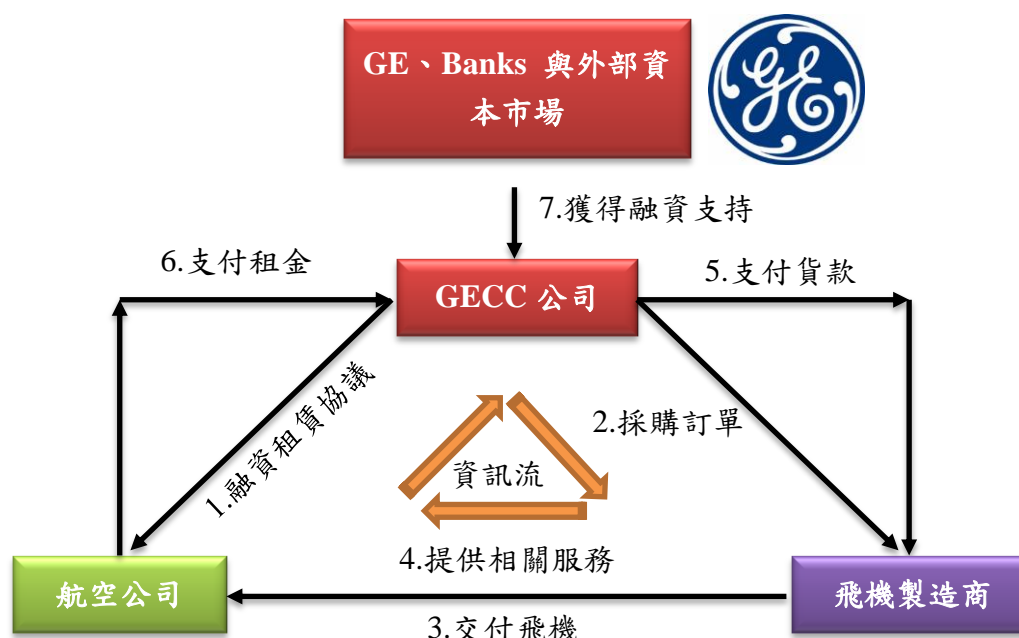 GE、Banks 與外部資
本市場
GE
7.獲得融資支持
6.支付租金
GECC 公司
5.支付貨款
1.融資租賃協議
2.採購訂單
資訊流
4.提供相關服務
航空公司
飛機製造商
3.交付飛機